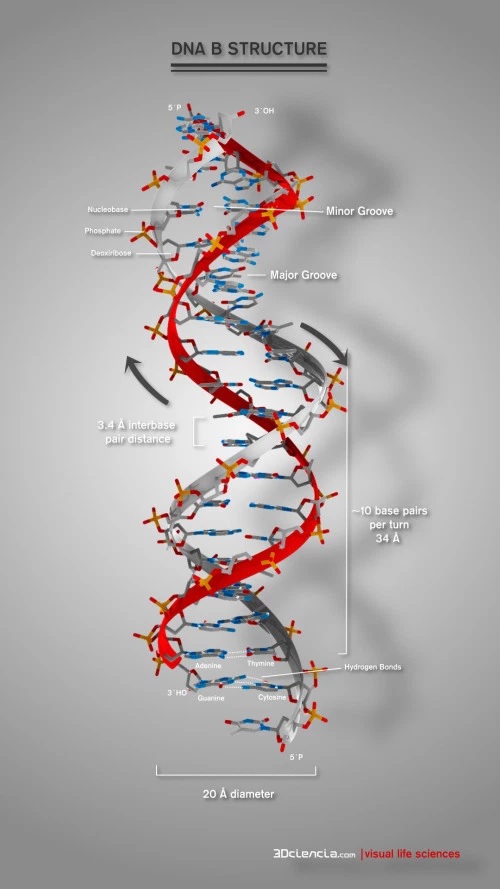 DNA B STRUCTURE
5´P
3´OH
Nucleobase
Minor Groove
Phosphate
Deoxiribose
Major Groove
3.4 Å interbase
pair distance
~10 base pairs
per turn
34 Å
Adenine
Thymine
Hydrogen Bonds
3´HO
Guanine
Cytosine
5´P
20 Å diameter
3Dciencia.com | visual life sciences